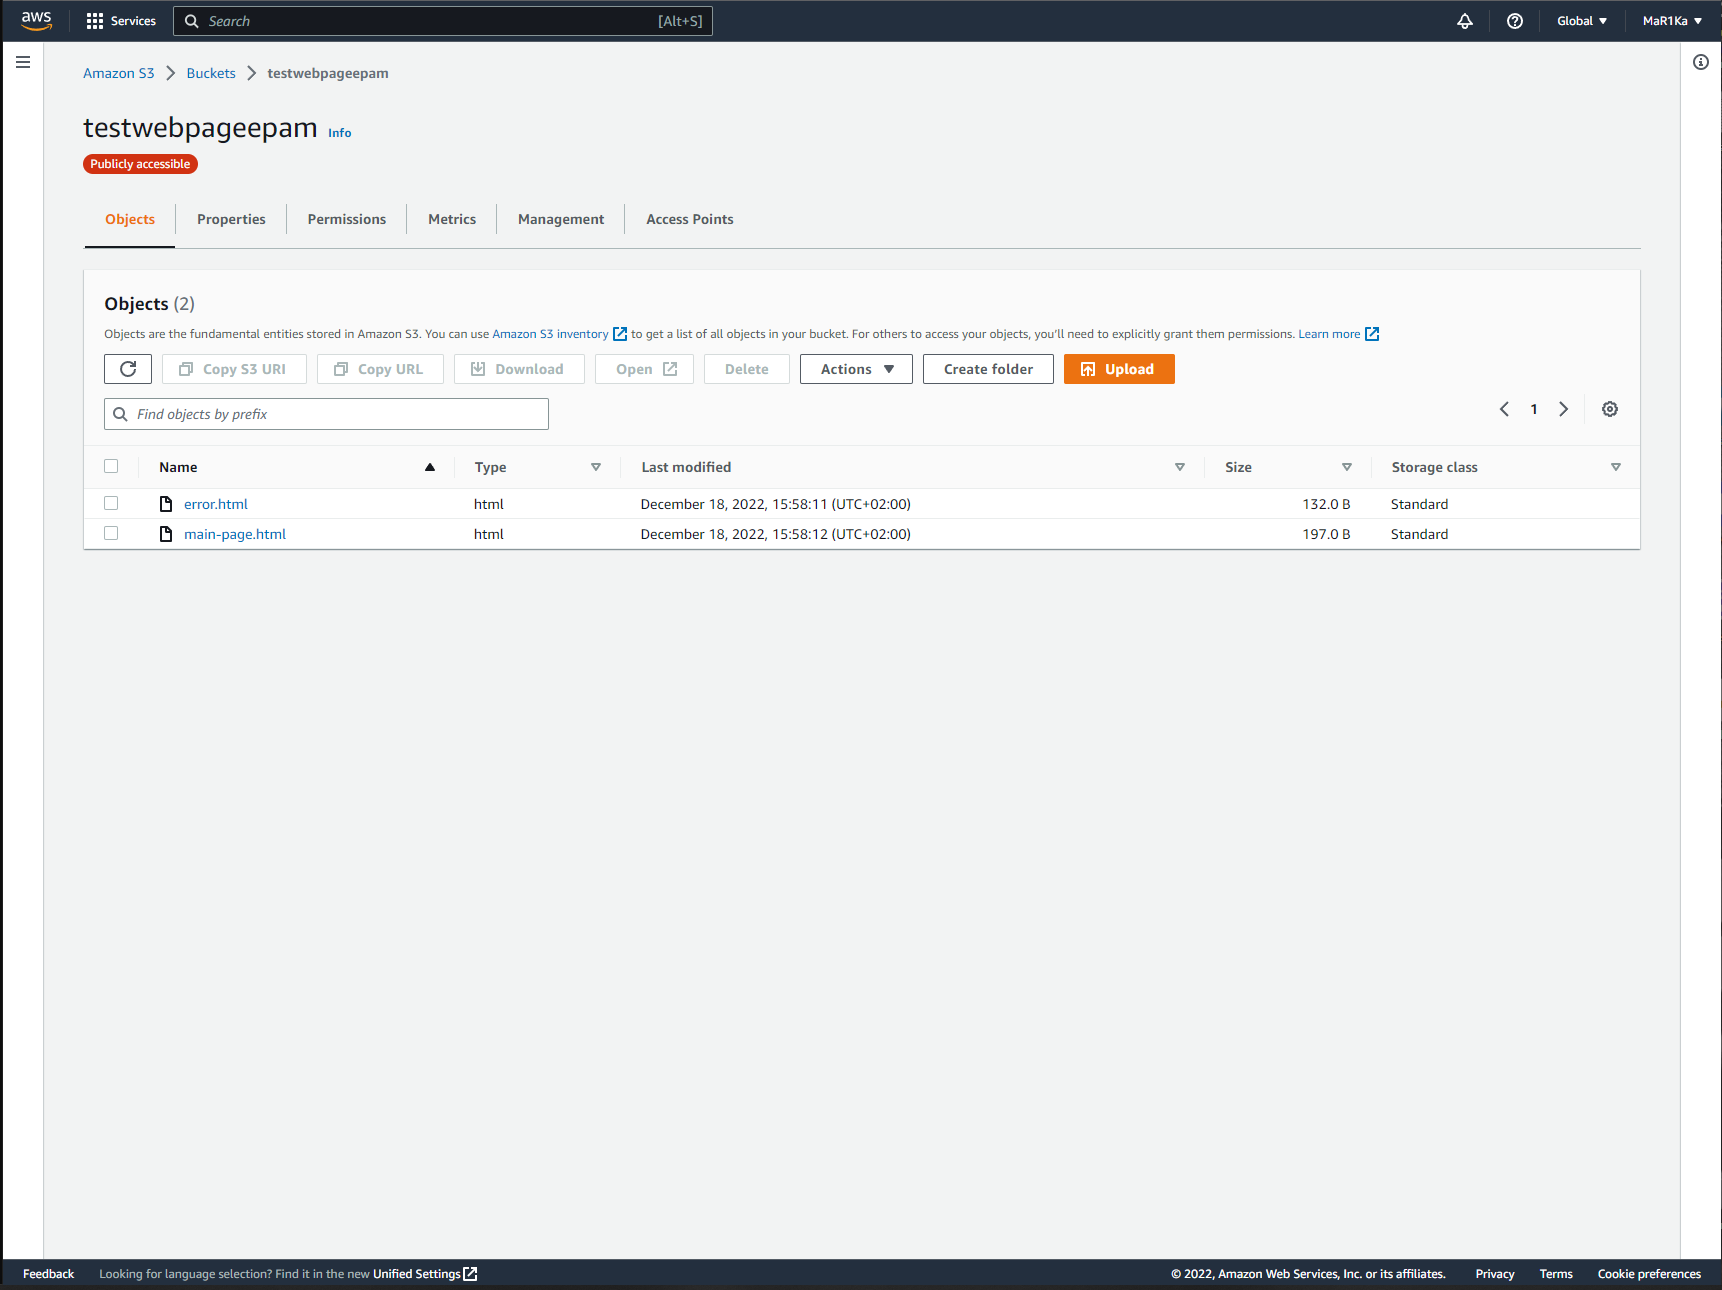 aws Services Search [Alt+S] Global MaR1Ka
Amazon S3 Buckets testwebpageepam
testwebpageepam Info
Publicly accessible
Objects Properties Permissions Metrics Management Access Points
Objects (2)
Objects are the fundamental entities stored in Amazon S3. You can use Amazon S3 inventory to get a list of all objects in your bucket. For others to access your objects, you'll need to explicitly grant them permissions. Learn more
Copy S3 URI Copy URL Download Open Delete Actions Create folder Upload
Find objects by prefix 1
Name Type Last modified Size Storage class
error.html html December 18, 2022, 15:58:11 (UTC+02:00) 132.0 B Standard
main-page.html html December 18, 2022, 15:58:12 (UTC+02:00) 197.0 B Standard
Feedback Looking for language selection? Find it in the new Unified Settings © 2022, Amazon Web Services, Inc. or its affiliates. Privacy Terms Cookie preferences